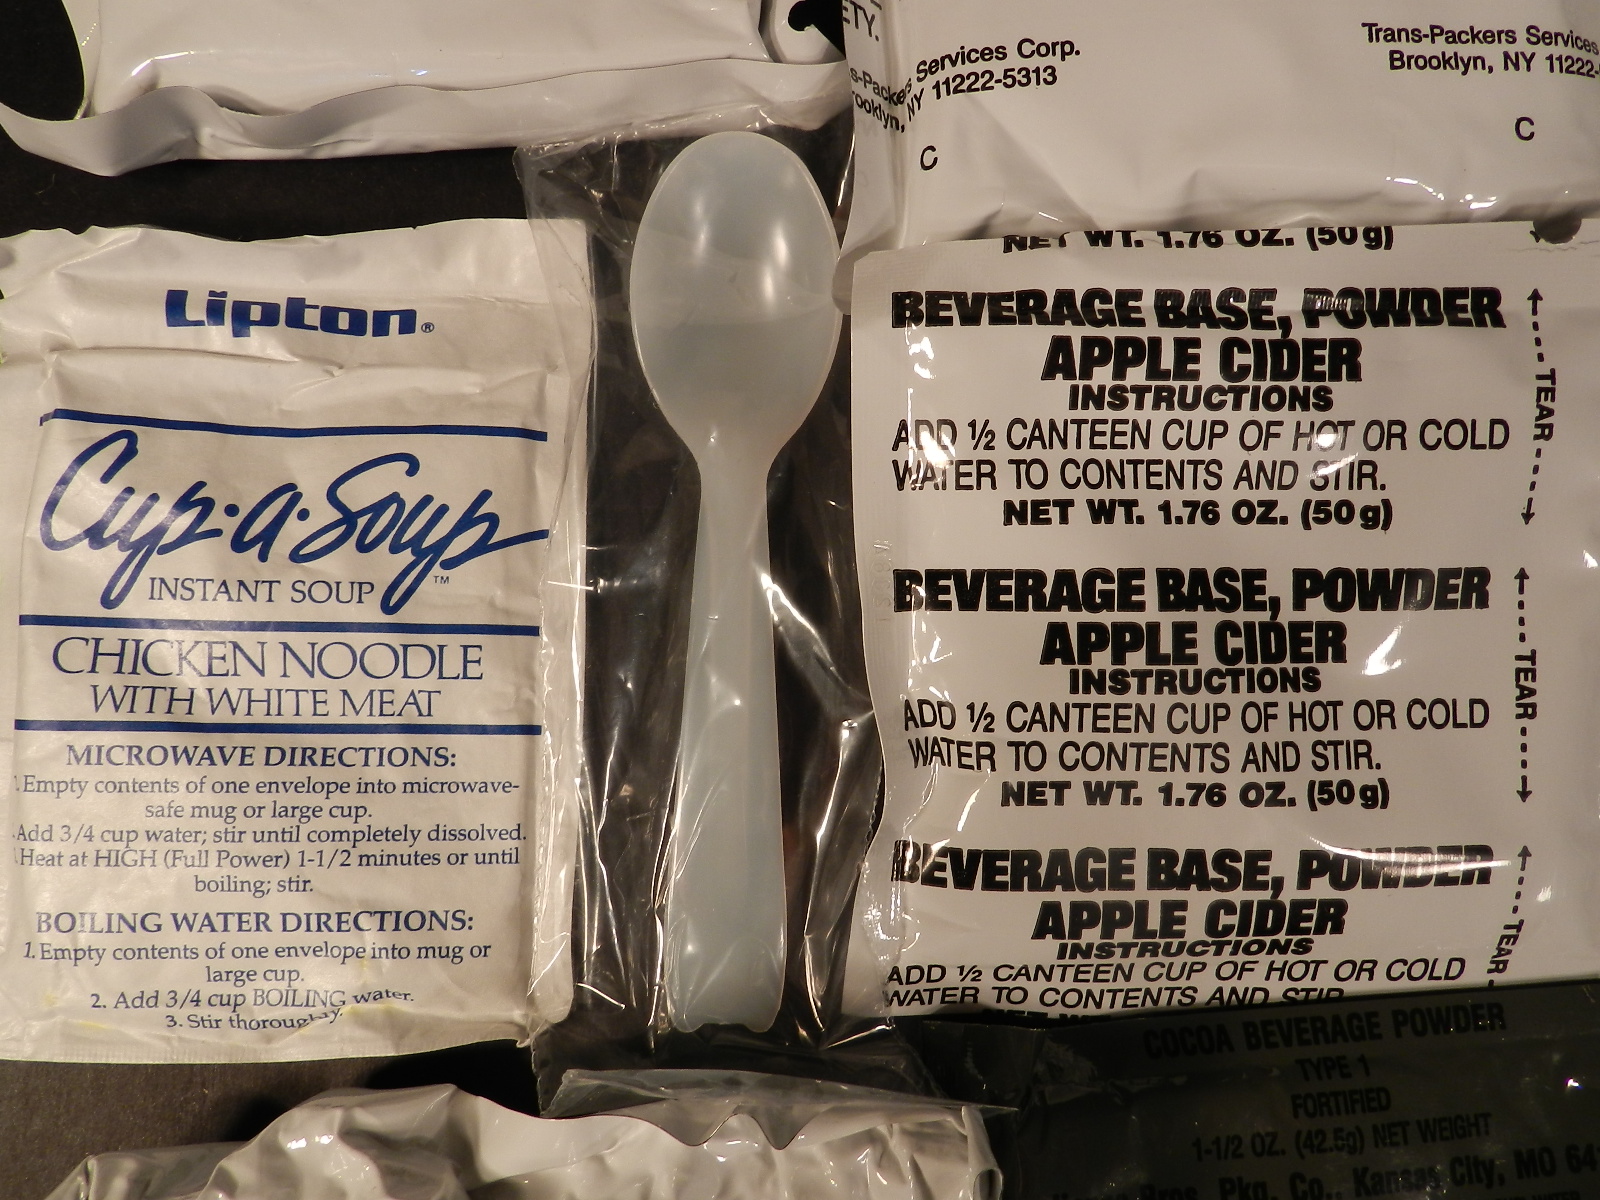 ETY.
Services Corp.
NY 11222-5313
C
Trans-Packers Services
Brooklyn, NY 11222-
C
Lipton®
Cup·a·Soup™
INSTANT SOUP
CHICKEN NOODLE
WITH WHITE MEAT
MICROWAVE DIRECTIONS:
1. Empty contents of one envelope into microwave-
safe mug or large cup.
Add 3/4 cup water; stir until completely dissolved.
Heat at HIGH (Full Power) 1-1/2 minutes or until
boiling; stir.
BOILING WATER DIRECTIONS:
1. Empty contents of one envelope into mug or
large cup.
2. Add 3/4 cup BOILING water.
3. Stir thoroughly.
NET WT. 1.76 OZ. (50g)
BEVERAGE BASE, POWDER
APPLE CIDER
INSTRUCTIONS
ADD ½ CANTEEN CUP OF HOT OR COLD
WATER TO CONTENTS AND STIR.
NET WT. 1.76 OZ. (50g)
TEAR
BEVERAGE BASE, POWDER
APPLE CIDER
INSTRUCTIONS
ADD ½ CANTEEN CUP OF HOT OR COLD
WATER TO CONTENTS AND STIR.
NET WT. 1.76 OZ. (50g)
TEAR
BEVERAGE BASE, POWDER
APPLE CIDER
INSTRUCTIONS
ADD ½ CANTEEN CUP OF HOT OR COLD
WATER TO CONTENTS AND STIR
TEAR
COCOA BEVERAGE POWDER
TYPE 1
FORTIFIED
1-1/2 OZ. (42.5g) NET WEIGHT
Bros. Pkg. Co., Kansas City, MO 64